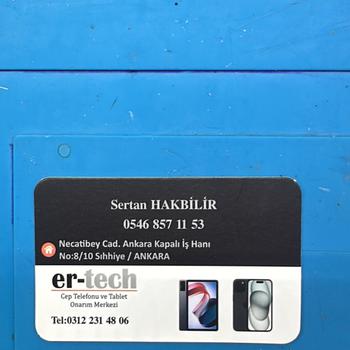 Sertan HAKBİLİR
0546 857 11 53
Necatibey Cad. Ankara Kapalı İş Hanı
No:8/10 Sıhhiye / ANKARA
er-tech
Cep Telefonu ve Tablet
Onarım Merkezi
Tel:0312 231 48 06